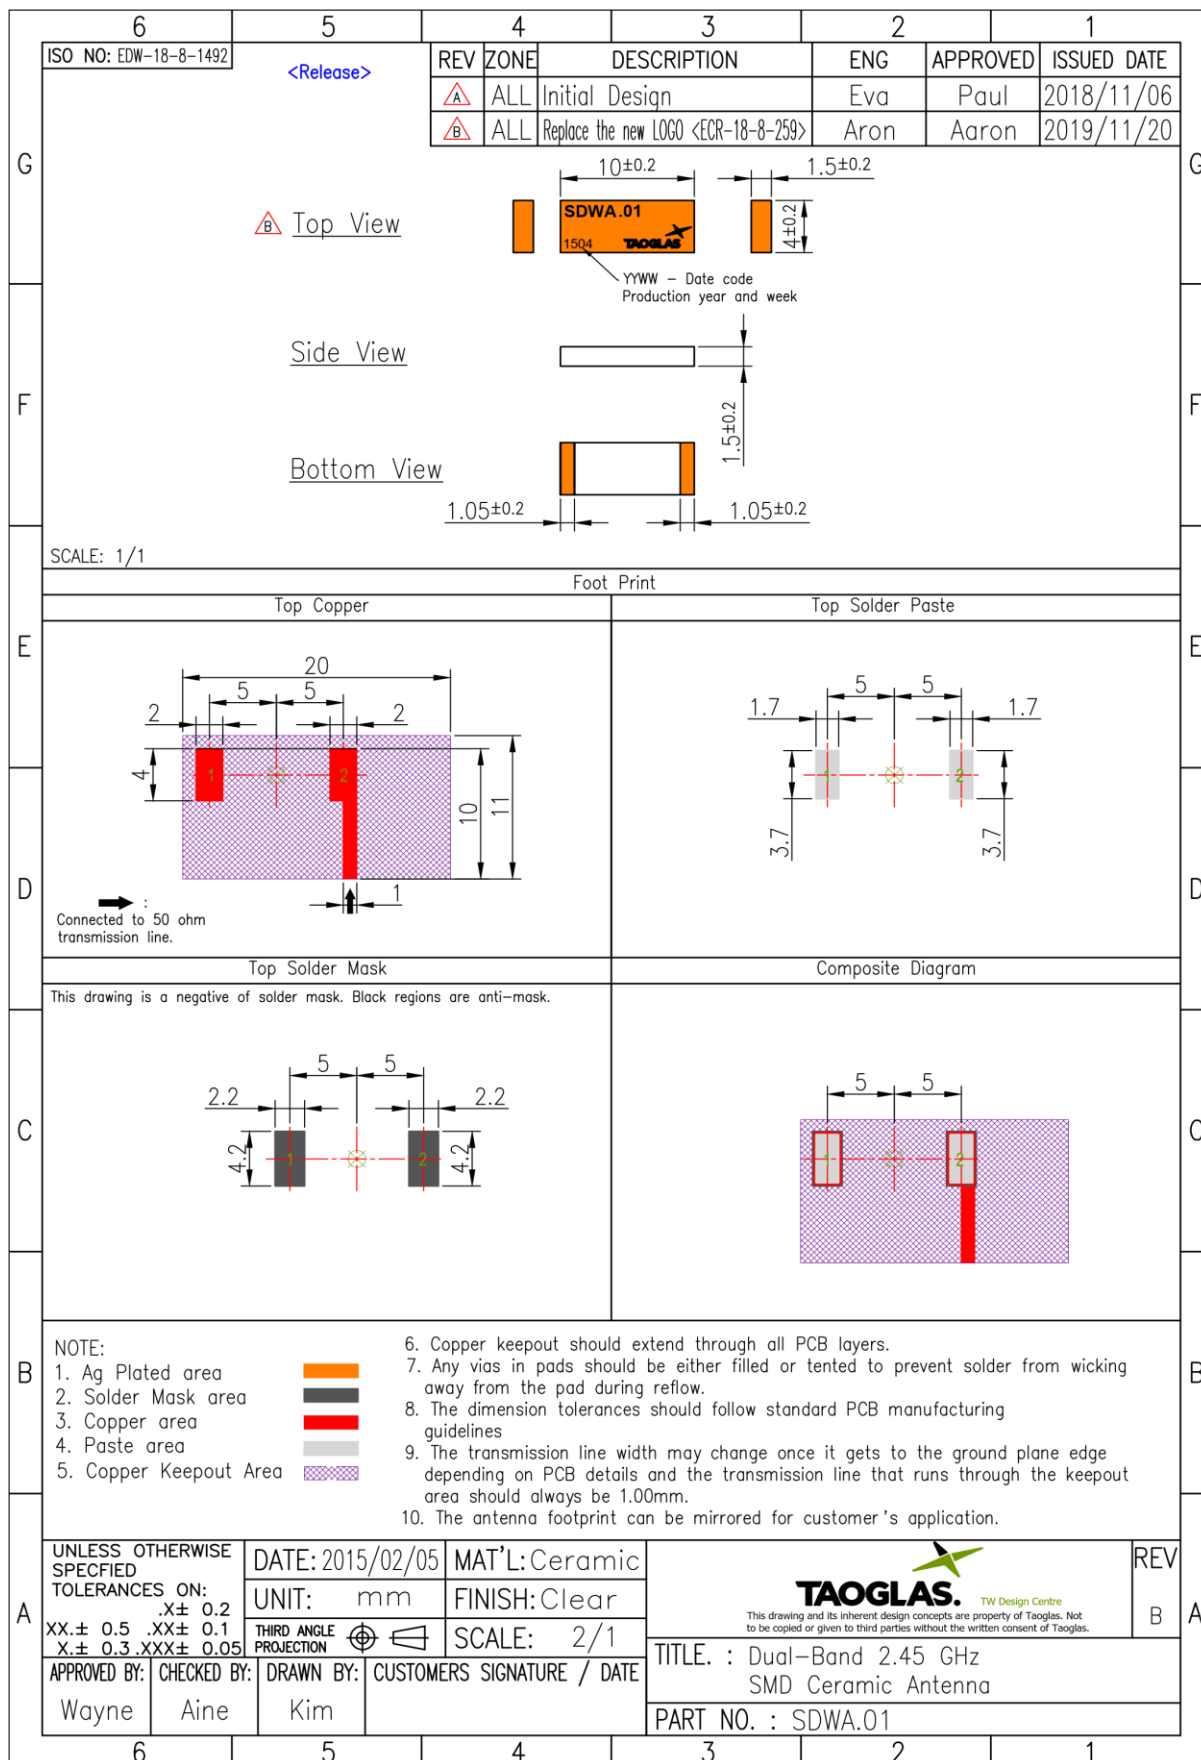 6 5 4 3 2 1
ISO NO: EDW-18-8-1492
<Release>
REV ZONE DESCRIPTION ENG APPROVED ISSUED DATE
A ALL Initial Design Eva Paul 2018/11/06
B ALL Replace the new LOGO <ECR-18-8-259> Aron Aaron 2019/11/20
G G
10±0.2 1.5±0.2
B Top View
SDWA.01
1504 TAOGLAS
4±0.2
YYWW - Date code
Production year and week
Side View
1.5±0.2
F F
Bottom View
1.05±0.2 1.05±0.2
SCALE: 1/1
Foot Print
Top Copper Top Solder Paste
E E
20
5 5
2 2
4
1 2
10
11
1
:
Connected to 50 ohm
transmission line.
5 5
1.7 1.7
1 2
3.7 3.7
D D
Top Solder Mask Composite Diagram
This drawing is a negative of solder mask. Black regions are anti-mask.
5 5
2.2 2.2
4.2 1 2 4.2
5 5
1 2
C C
NOTE:
1. Ag Plated area
2. Solder Mask area
3. Copper area
4. Paste area
5. Copper Keepout Area
6. Copper keepout should extend through all PCB layers.
7. Any vias in pads should be either filled or tented to prevent solder from wicking
away from the pad during reflow.
8. The dimension tolerances should follow standard PCB manufacturing
guidelines
9. The transmission line width may change once it gets to the ground plane edge
depending on PCB details and the transmission line that runs through the keepout
area should always be 1.00mm.
10. The antenna footprint can be mirrored for customer's application.
B B
UNLESS OTHERWISE
SPECFIED
TOLERANCES ON:
.X± 0.2
XX.± 0.5 .XX± 0.1
X.± 0.3 .XXX± 0.05
DATE: 2015/02/05 MAT'L: Ceramic
UNIT: mm FINISH: Clear
THIRD ANGLE
PROJECTION
SCALE: 2/1
TAOGLAS. TW Design Centre
This drawing and its inherent design concepts are property of Taoglas. Not
to be copied or given to third parties without the written consent of Taoglas.
REV
B
A A
APPROVED BY: CHECKED BY: DRAWN BY: CUSTOMERS SIGNATURE / DATE
Wayne Aine Kim
TITLE. : Dual-Band 2.45 GHz
SMD Ceramic Antenna
PART NO. : SDWA.01
6 5 4 3 2 1